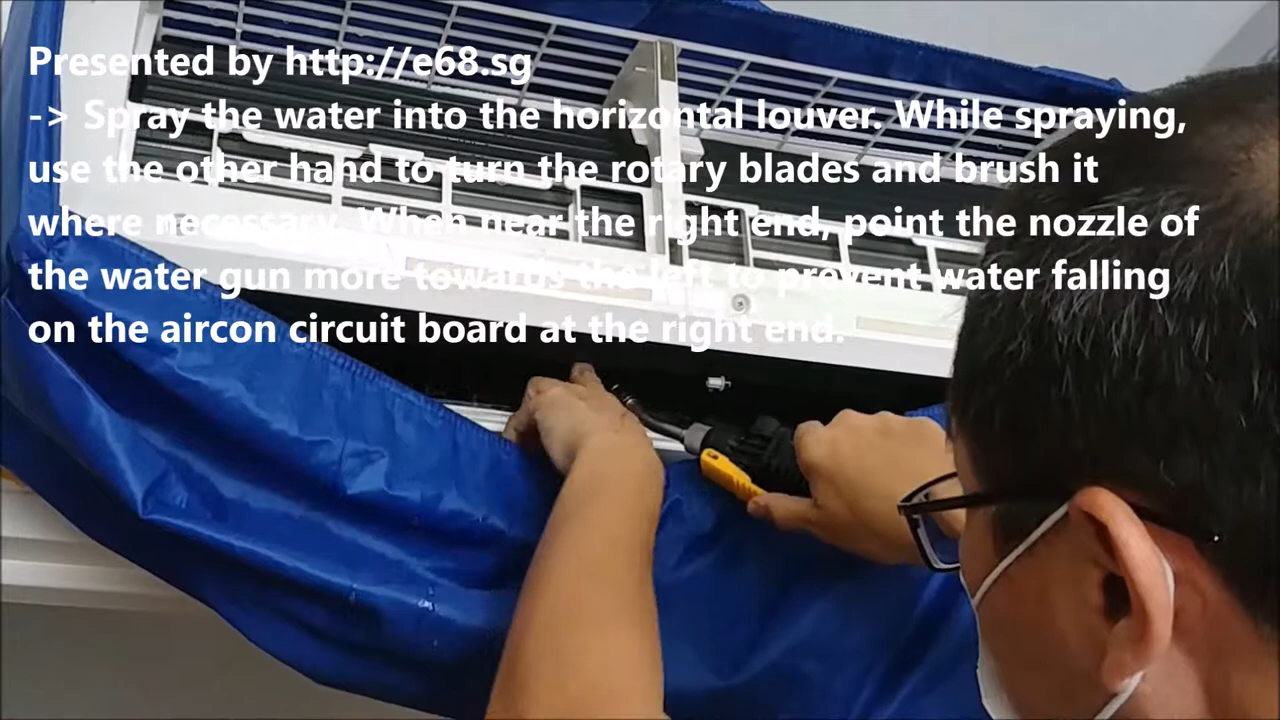 Presented by http://e68.sg
-> Spray the water into the horizontal louver. While spraying,
use the other hand to turn the rotary blades and brush it
where necessary. When near the right end, point the nozzle of
the water gun more towards the left to prevent water falling
on the aircon circuit board at the right end.